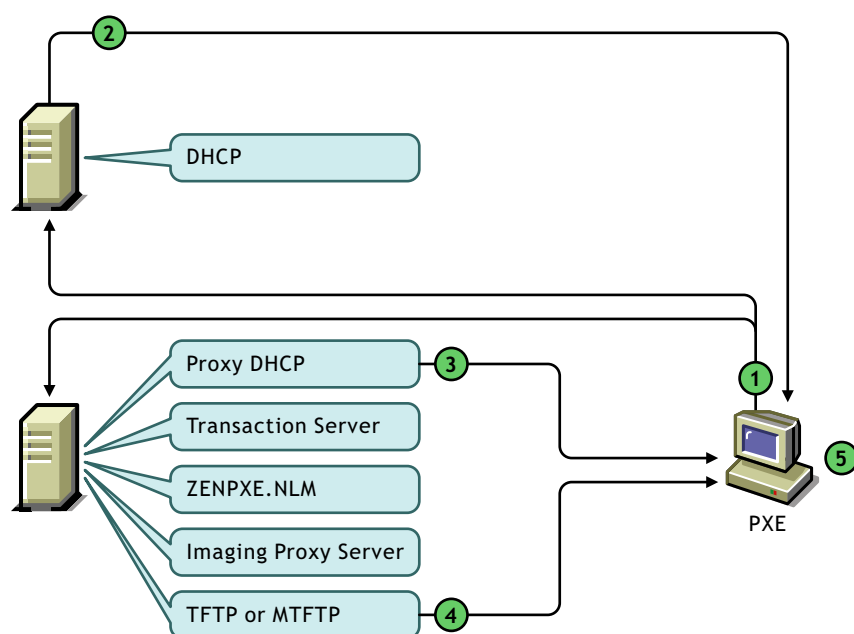 2
DHCP
Proxy DHCP
3
1
Transaction Server
5
ZENPXE.NLM
PXE
Imaging Proxy Server
TFTP or MTFTP
4